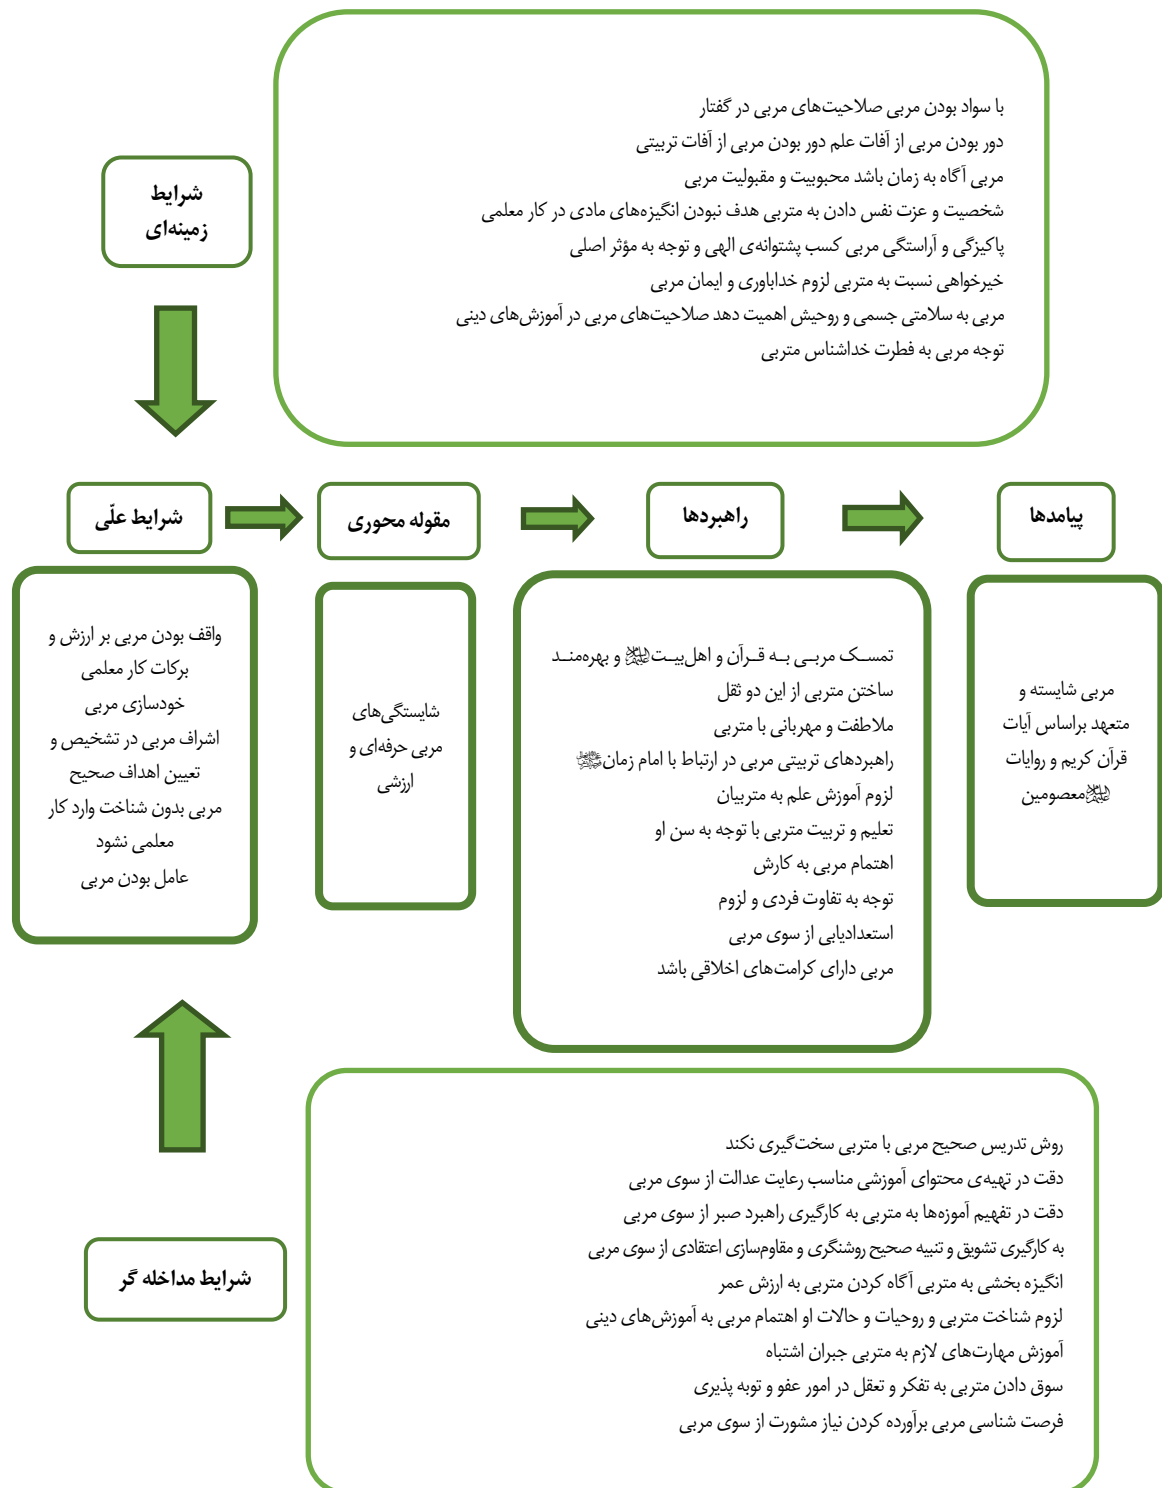 با سواد بودن مربی صلاحیت‌های مربی در گفتار
دور بودن مربی از آفات علم دور بودن مربی از آفات تربیتی
مربی آگاه به زمان باشد محبوبیت و مقبولیت مربی
شخصیت و عزت نفس دادن به متربی هدف نبودن انگیزه‌های مادی در کار معلمی
پاکیزگی و آراستگی مربی کسب پشتوانه‌ی الهی و توجه به مؤثر اصلی
خیرخواهی نسبت به متربی لزوم خداباوری و ایمان مربی
مربی به سلامتی جسمی و روحیش اهمیت دهد صلاحیت‌های مربی در آموزش‌های دینی
توجه مربی به فطرت خداشناس متربی
شرایط
زمینه‌ای
پیامدها
راهبردها
مقوله محوری
شرایط علّی
مربی شایسته و
متعهد براساس آیات
قرآن کریم و روایات
معصومین علیهم‌السلام
تمسک مربی به قرآن و اهل‌بیت علیهم‌السلام و بهره‌مند
ساختن متربی از این دو ثقل
ملاطفت و مهربانی با متربی
راهبردهای تربیتی مربی در ارتباط با امام زمان
لزوم آموزش علم به متربیان
تعلیم و تربیت متربی با توجه به سن او
اهتمام مربی به کارش
توجه به تفاوت فردی و لزوم
استعدادیابی از سوی مربی
مربی دارای کرامت‌های اخلاقی باشد
شایستگی‌های
مربی حرفه‌ای و
ارزشی
واقف بودن مربی بر ارزش و
برکات کار معلمی
خودسازی مربی
اشراف مربی در تشخیص و
تعیین اهداف صحیح
مربی بدون شناخت وارد کار
معلمی نشود
عامل بودن مربی
روش تدریس صحیح مربی با متربی سخت‌گیری نکند
دقت در تهیه‌ی محتوای آموزشی مناسب رعایت عدالت از سوی مربی
دقت در تفهیم آموزه‌ها به متربی به کارگیری راهبرد صبر از سوی مربی
به کارگیری تشویق و تنبیه صحیح روشنگری و مقاوم‌سازی اعتقادی از سوی مربی
انگیزه بخشی به متربی آگاه کردن متربی به ارزش عمر
لزوم شناخت متربی و روحیات و حالات او اهتمام مربی به آموزش‌های دینی
آموزش مهارت‌های لازم به متربی جبران اشتباه
سوق دادن متربی به تفکر و تعقل در امور عفو و توبه پذیری
فرصت شناسی مربی برآورده کردن نیاز مشورت از سوی مربی
شرایط مداخله گر